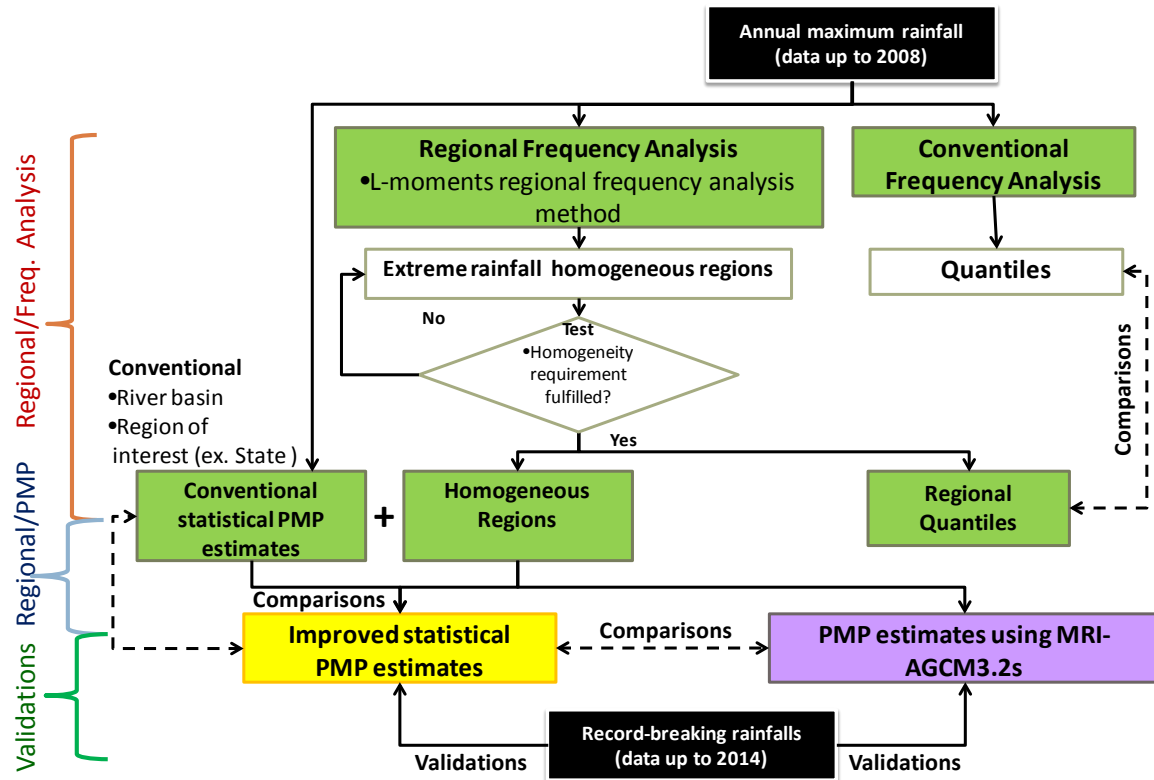 Annual maximum rainfall
(data up to 2008)
Regional Frequency Analysis
•L-moments regional frequency analysis
method
Conventional
Frequency Analysis
Extreme rainfall homogeneous regions
Quantiles
No
Test
•Homogeneity
requirement
fulfilled?
Yes
Comparisons
Conventional
•River basin
•Region of
interest (ex. State )
Conventional
statistical PMP
estimates
+
Homogeneous
Regions
Regional
Quantiles
Comparisons
Improved statistical
PMP estimates
Comparisons
PMP estimates using MRI-
AGCM3.2s
Record-breaking rainfalls
(data up to 2014)
Validations
Validations
Regional/Freq. Analysis
Regional/PMP
Validations